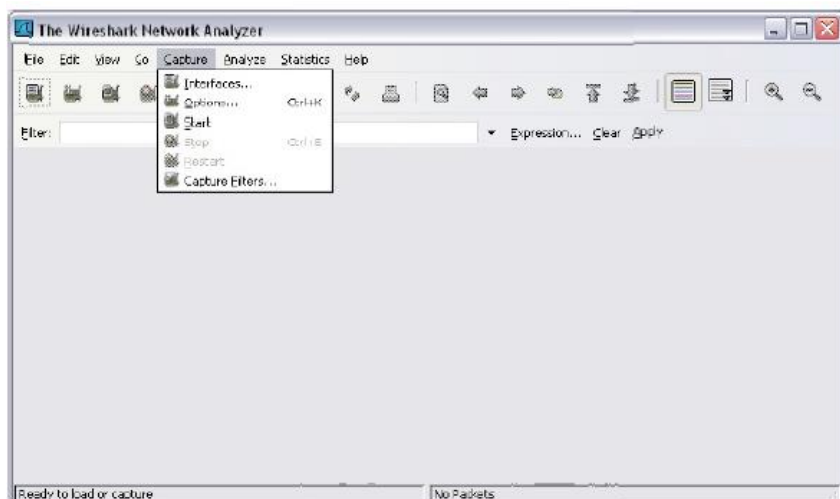 The Wireshark Network Analyzer
File Edit View Go Capture Analyze Statistics Help
Interfaces...
Options... Ctrl+K
Start
Stop Ctrl+E
Restart
Capture Filters...
Filter: Expression... Clear Apply
Ready to load or capture No Packets